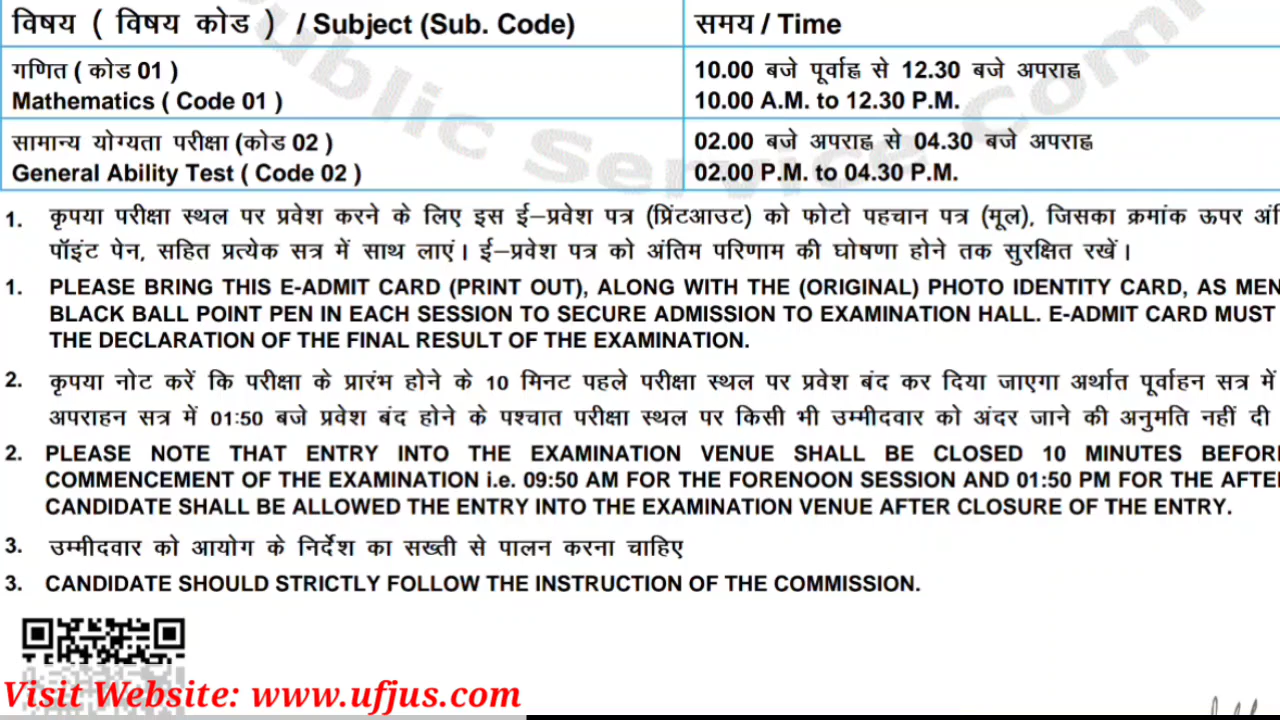 विषय ( विषय कोड ) / Subject (Sub. Code)
समय / Time
गणित ( कोड 01 )
Mathematics ( Code 01 )
10.00 बजे पूर्वाह्न से 12.30 बजे अपराह्न
10.00 A.M. to 12.30 P.M.
सामान्य योग्यता परीक्षा (कोड 02 )
General Ability Test ( Code 02 )
02.00 बजे अपराह्न से 04.30 बजे अपराह्न
02.00 P.M. to 04.30 P.M.
ublic Service Comm
1. कृपया परीक्षा स्थल पर प्रवेश करने के लिए इस ई–प्रवेश पत्र (प्रिंटआउट) को फोटो पहचान पत्र (मूल), जिसका क्रमांक ऊपर
पॉइंट पेन, सहित प्रत्येक सत्र में साथ लाएं। ई–प्रवेश पत्र को अंतिम परिणाम की घोषणा होने तक सुरक्षित रखें।
1. PLEASE BRING THIS E-ADMIT CARD (PRINT OUT), ALONG WITH THE (ORIGINAL) PHOTO IDENTITY CARD, AS MEN
BLACK BALL POINT PEN IN EACH SESSION TO SECURE ADMISSION TO EXAMINATION HALL. E-ADMIT CARD MUST
THE DECLARATION OF THE FINAL RESULT OF THE EXAMINATION.
2. कृपया नोट करें कि परीक्षा के प्रारंभ होने के 10 मिनट पहले परीक्षा स्थल पर प्रवेश बंद कर दिया जाएगा अर्थात पूर्वाहन सत्र में
अपराहन सत्र में 01:50 बजे प्रवेश बंद होने के पश्चात परीक्षा स्थल पर किसी भी उम्मीदवार को अंदर जाने की अनुमति नहीं दी
2. PLEASE NOTE THAT ENTRY INTO THE EXAMINATION VENUE SHALL BE CLOSED 10 MINUTES BEFORE
COMMENCEMENT OF THE EXAMINATION i.e. 09:50 AM FOR THE FORENOON SESSION AND 01:50 PM FOR THE AFTE
CANDIDATE SHALL BE ALLOWED THE ENTRY INTO THE EXAMINATION VENUE AFTER CLOSURE OF THE ENTRY.
3. उम्मीदवार को आयोग के निर्देश का सख्ती से पालन करना चाहिए
3. CANDIDATE SHOULD STRICTLY FOLLOW THE INSTRUCTION OF THE COMMISSION.
Visit Website: www.ufjus.com